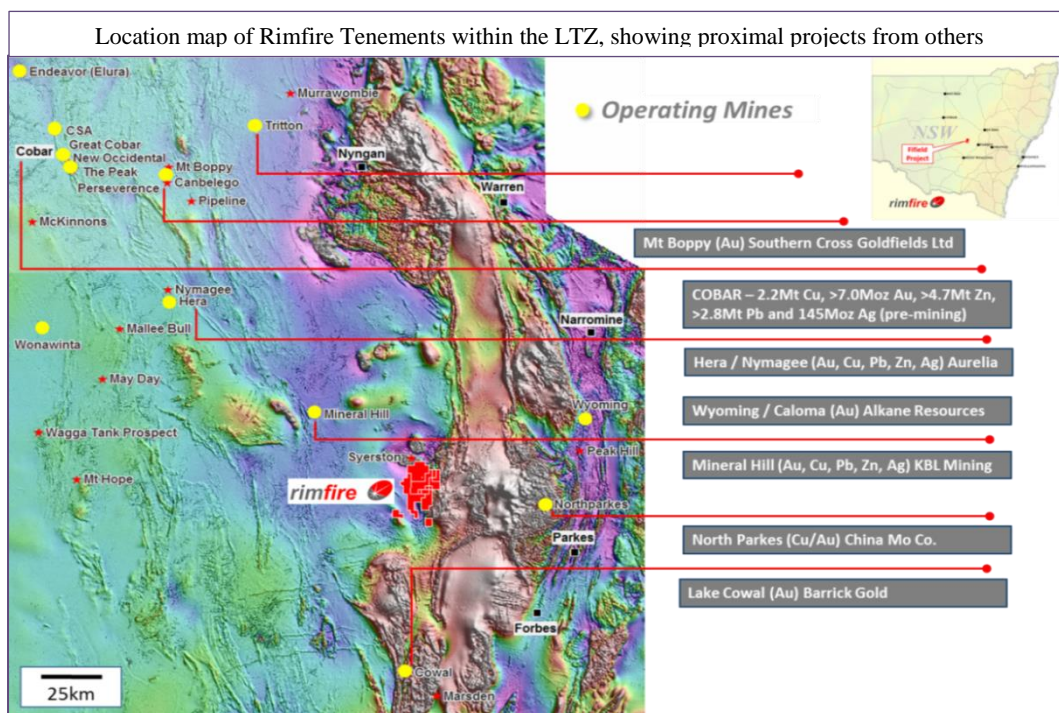 Location map of Rimfire Tenements within the LTZ, showing proximal projects from others
Endeavor (Elura)
Murrawombie
Operating Mines
CSA
Tritton
Great Cobar
Cobar
New Occidental
Nyngan
Mt Boppy
The Peak
Perseverence
Canbelego
Warren
Pipeline
McKinnons
NSW
Fifield
Project
rimfire
Mt Boppy (Au) Southern Cross Goldfields Ltd
Nymagee
Hera
COBAR – 2.2Mt Cu, >7.0Moz Au, >4.7Mt Zn,
>2.8Mt Pb and 145Moz Ag (pre-mining)
Mallee Bull
Wonawinta
Narromine
Hera / Nymagee (Au, Cu, Pb, Zn, Ag) Aurelia
May Day
Mineral Hill
Wyoming
Wyoming / Caloma (Au) Alkane Resources
Wagga Tank Prospect
Syerston
Peak Hill
Mineral Hill (Au, Cu, Pb, Zn, Ag) KBL Mining
Mt Hope
rimfire
Northparkes
Parkes
North Parkes (Cu/Au) China Mo Co.
Lake Cowal (Au) Barrick Gold
Forbes
Cowal
Marsden
25km